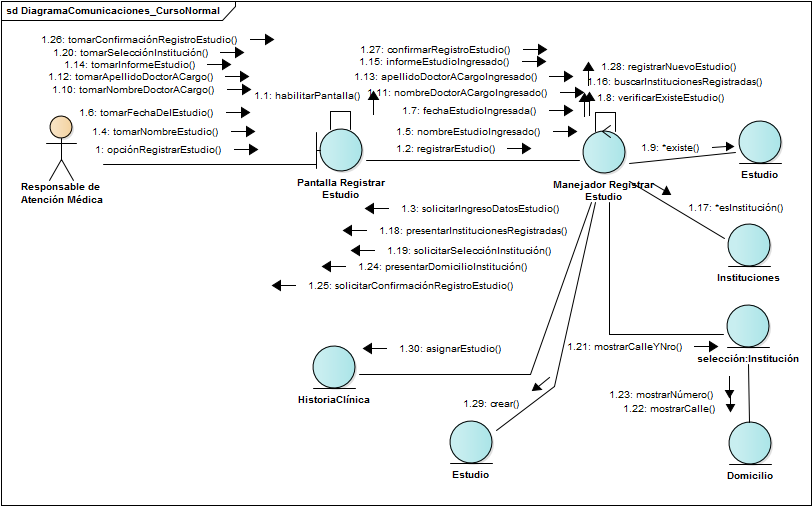 sd DiagramaComunicaciones_CursoNormal
1.26: tomarConfirmaciónRegistroEstudio()
1.20: tomarSelecciónInstitución()
1.14: tomarInformeEstudio()
1.12: tomarApellidoDoctorACargo()
1.10: tomarNombreDoctorACargo()
1.6: tomarFechaDelEstudio()
1.4: tomarNombreEstudio()
1: opciónRegistrarEstudio()
1.1: habilitarPantalla()
1.27: confirmarRegistroEstudio()
1.15: informeEstudioIngresado()
1.13: apellidoDoctorACargoIngresado()
1.11: nombreDoctorACargoIngresado()
1.7: fechaEstudioIngresada()
1.5: nombreEstudioIngresado()
1.2: registrarEstudio()
1.28: registrarNuevoEstudio()
1.16: buscarInstitucionesRegistradas()
1.8: verificarExisteEstudio()
1.9: *existe()
Responsable de
Atención Médica
Pantalla Registrar
Estudio
Manejador Registrar
Estudio
Estudio
1.3: solicitarIngresoDatosEstudio()
1.18: presentarInstitucionesRegistradas()
1.19: solicitarSelecciónInstitución()
1.24: presentarDomicilioInstitución()
1.25: solicitarConfirmaciónRegistroEstudio()
1.17: *esInstitución()
Instituciones
1.30: asignarEstudio()
1.21: mostrarCalleYNro()
selección:Institución
HistoriaClínica
1.29: crear()
1.23: mostrarNúmero()
1.22: mostrarCalle()
Estudio
Domicilio